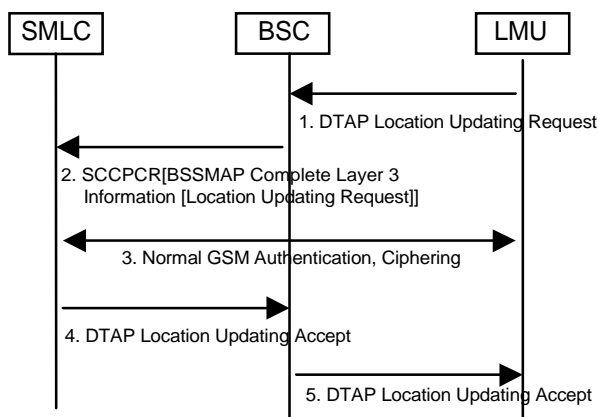 SMLC
BSC
LMU
1. DTAP Location Updating Request
2. SCCPCR[BSSMAP Complete Layer 3
Information [Location Updating Request]]
3. Normal GSM Authentication, Ciphering
4. DTAP Location Updating Accept
5. DTAP Location Updating Accept